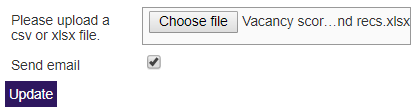 Please upload a
csv or xlsx file.
Choose file Vacancy scor...nd recs.xlsx
Send email
Update